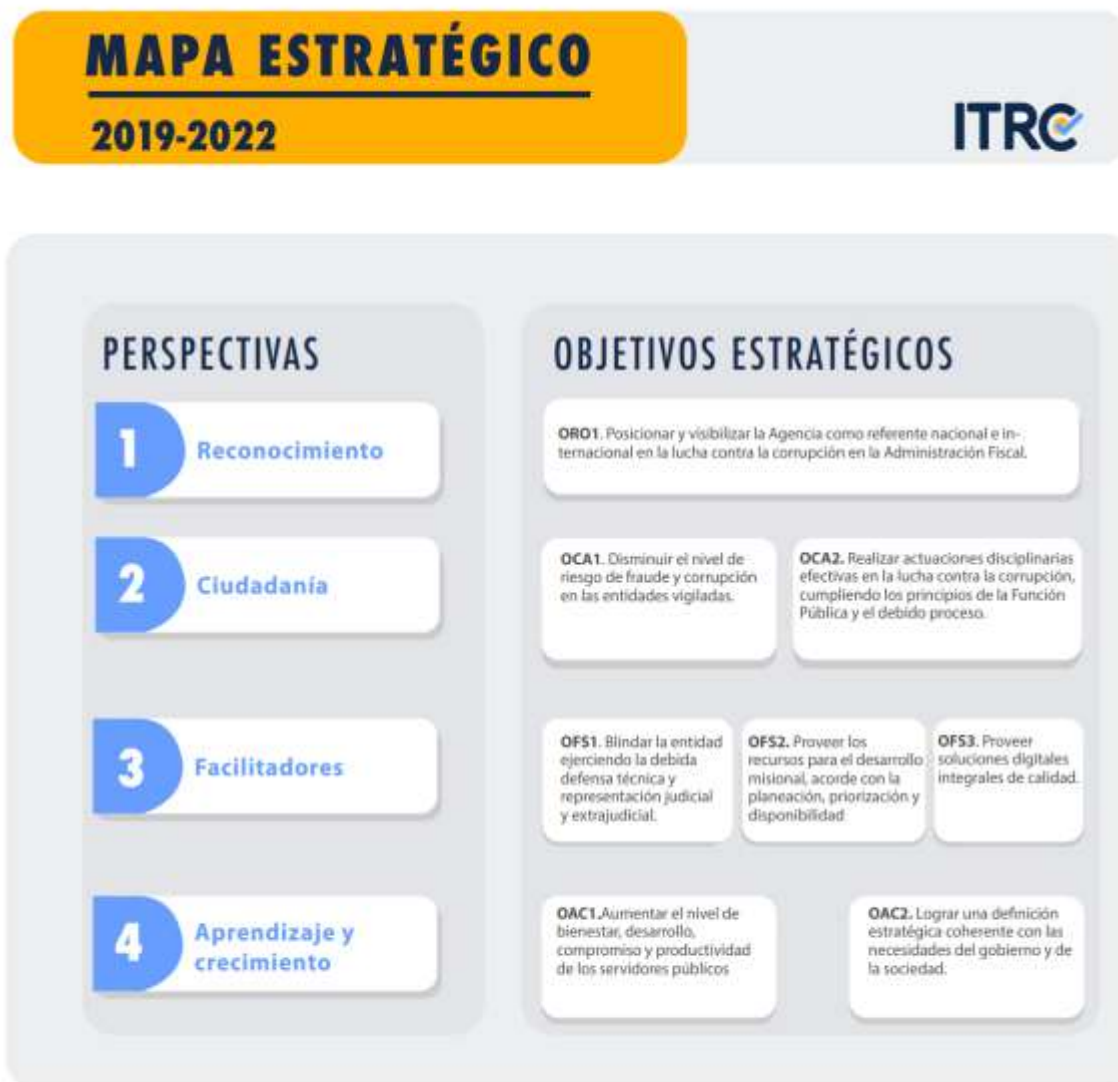 MAPA ESTRATÉGICO
2019-2022
ITRC
PERSPECTIVAS
OBJETIVOS ESTRATÉGICOS
1
Reconocimiento
ORO1. Posicionar y visibilizar la Agencia como referente nacional e in-
ternacional en la lucha contra la corrupción en la Administración Fiscal.
2
Ciudadanía
OCA1. Disminuir el nivel de
riesgo de fraude y corrupción
en las entidades vigiladas.
OCA2. Realizar actuaciones disciplinarias
efectivas en la lucha contra la corrupción,
cumpliendo los principios de la Función
Pública y el debido proceso.
3
Facilitadores
OFS1. Blindar la entidad
ejerciendo la debida
defensa técnica y
representación judicial
y extrajudicial.
OFS2. Proveer los
recursos para el desarrollo
misional, acorde con la
planeación, priorización y
disponibilidad
OFS3. Proveer
soluciones digitales
integrales de calidad.
4
Aprendizaje y
crecimiento
OAC1.Aumentar el nivel de
bienestar, desarrollo,
compromiso y productividad
de los servidores públicos
OAC2. Lograr una definición
estratégica coherente con las
necesidades del gobierno y de
la sociedad.